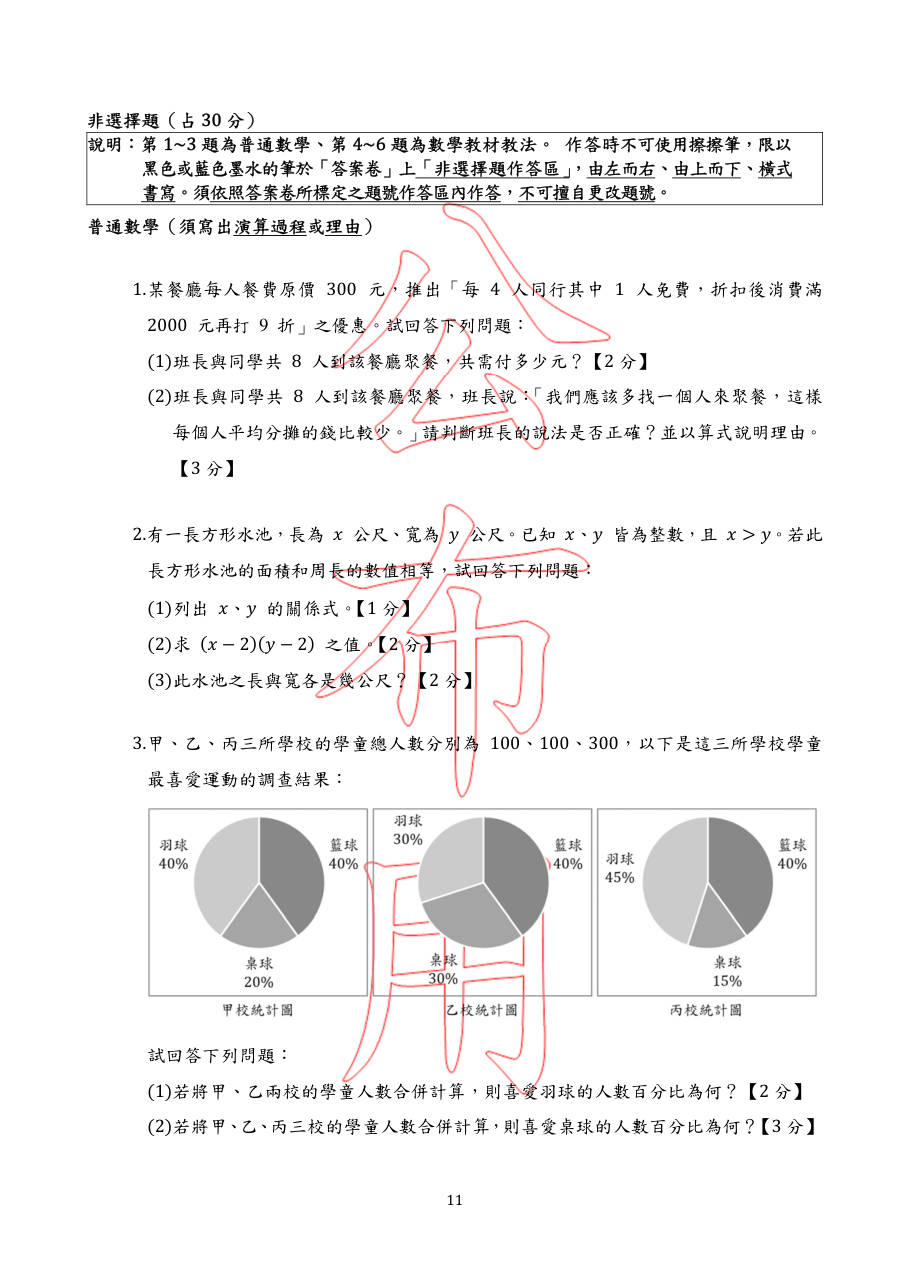 非選擇題（占 30 分）
說明：第 1~3 題為普通數學、第 4~6 題為數學教材教法。 作答時不可使用擦擦筆，限以
黑色或藍色墨水的筆於「答案卷」上「非選擇題作答區」，由左而右、由上而下、橫式
書寫。須依照答案卷所標定之題號作答區內作答，不可擅自更改題號。
普通數學（須寫出演算過程或理由）
1.某餐廳每人餐費原價 300 元，推出「每 4 人同行其中 1 人免費，折扣後消費滿
2000 元再打 9 折」之優惠。試回答下列問題：
(1)班長與同學共 8 人到該餐廳聚餐，共需付多少元？【2 分】
(2)班長與同學共 8 人到該餐廳聚餐，班長說：「我們應該多找一個人來聚餐，這樣
每個人平均分攤的錢比較少。」請判斷班長的說法是否正確？並以算式說明理由。
【3 分】
2.有一長方形水池，長為 x 公尺、寬為 y 公尺。已知 x、y 皆為整數，且 x > y。若此
長方形水池的面積和周長的數值相等，試回答下列問題：
(1)列出 x、y 的關係式。【1 分】
(2)求 (x − 2)(y − 2) 之值。【2 分】
(3)此水池之長與寬各是幾公尺？【2 分】
3.甲、乙、丙三所學校的學童總人數分別為 100、100、300，以下是這三所學校學童
最喜愛運動的調查結果：
羽球
40%
籃球
40%
桌球
20%
甲校統計圖
羽球
30%
籃球
40%
桌球
30%
乙校統計圖
羽球
45%
籃球
40%
桌球
15%
丙校統計圖
試回答下列問題：
(1)若將甲、乙兩校的學童人數合併計算，則喜愛羽球的人數百分比為何？【2 分】
(2)若將甲、乙、丙三校的學童人數合併計算，則喜愛桌球的人數百分比為何？【3 分】
11
公
布
用